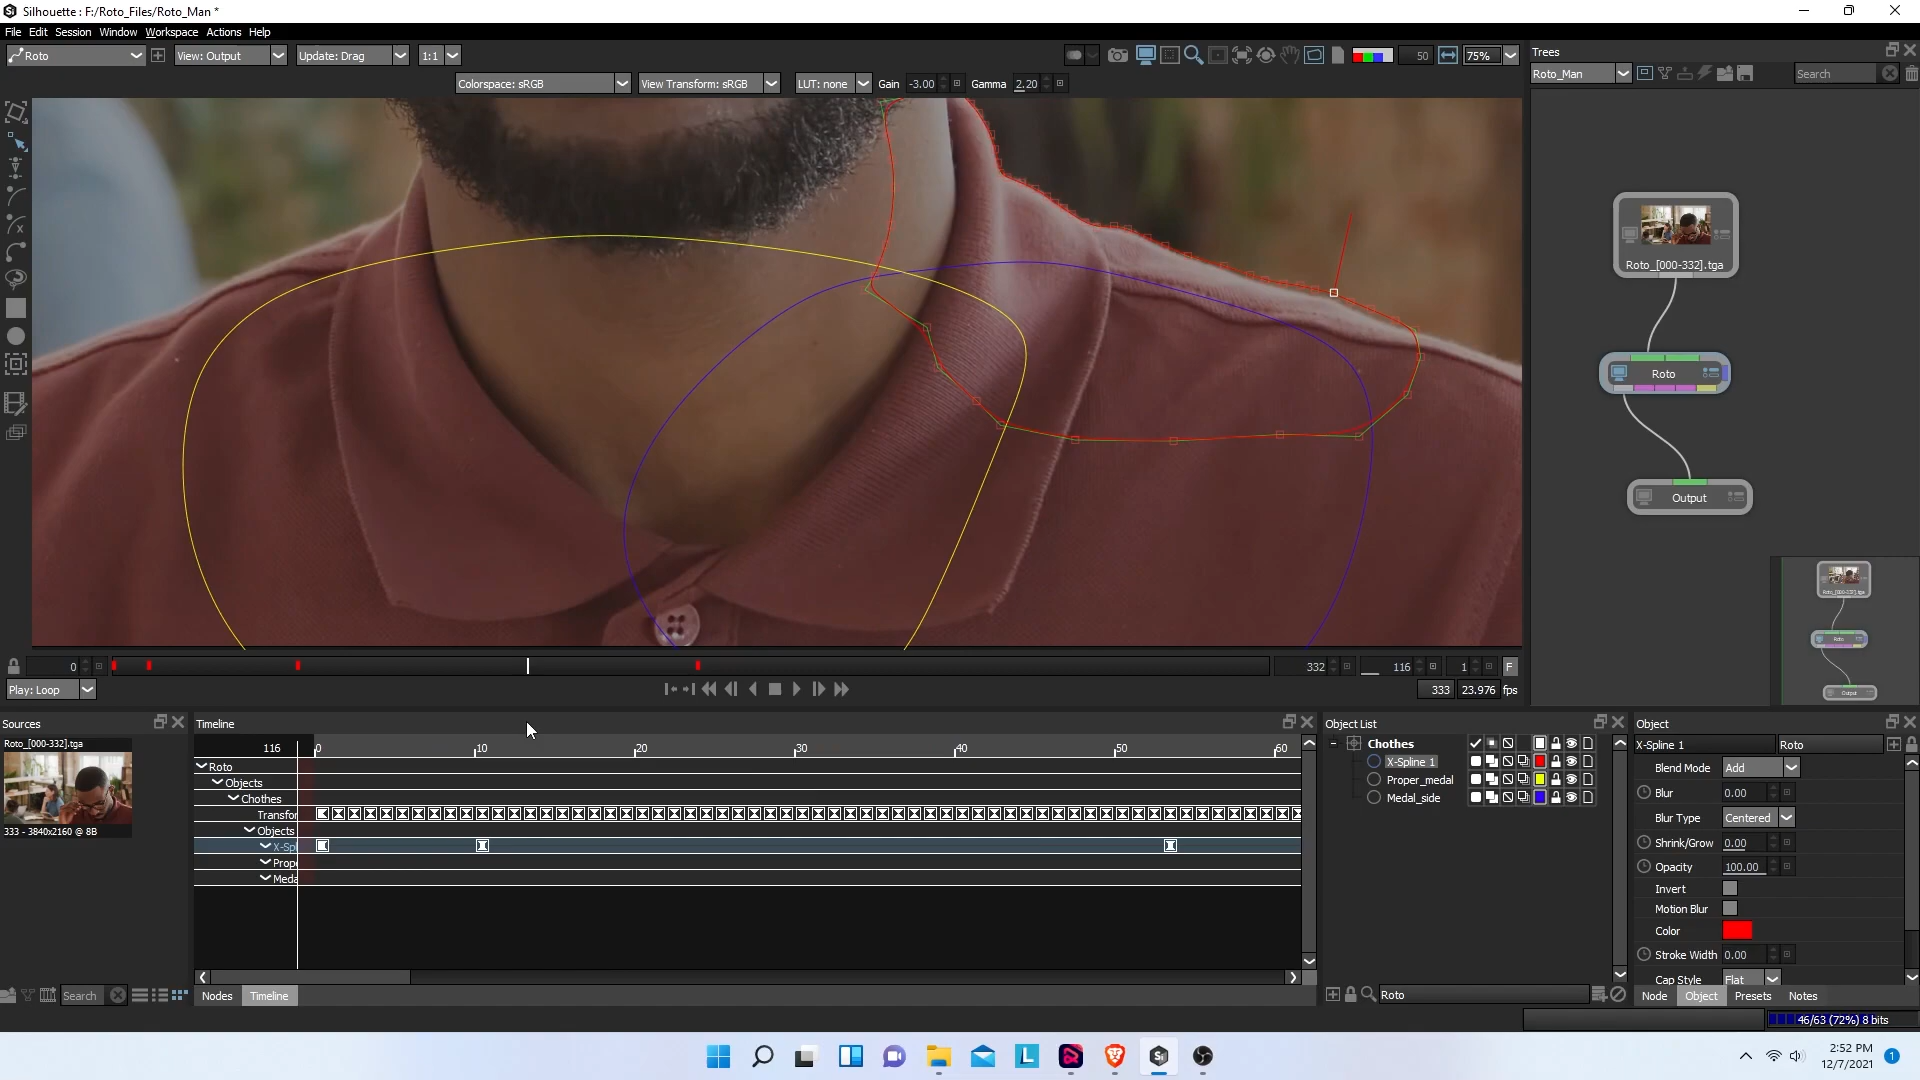 Silhouette : F:/Roto_Files/Roto_Man *
File Edit Session Window Workspace Actions Help
Roto View: Output Update: Drag 1:1 50 75%
Colorspace: sRGB View Transform: sRGB LUT: none Gain -3.00 Gamma 2.20
Trees
Roto_Man Search
Roto_[000-332].tga
Roto
Output
0 332 116 1 F
Play: Loop 333 23.976 fps
Sources
Roto_[000-332].tga
333 - 3840x2160 @ 8B
Search
Timeline
116 0 10 20 30 40 50 60
Roto
Objects
Chothes
Transfor
Objects
X-Spl
Prope
Meda
Nodes Timeline
Object List
Chothes
X-Spline 1
Proper_medal
Medal_side
Roto
Object
X-Spline 1 Roto
Blend Mode Add
Blur 0.00
Blur Type Centered
Shrink/Grow 0.00
Opacity 100.00
Invert
Motion Blur
Color
Stroke Width 0.00
Cap Style Flat
Node Object Presets Notes
46/63 (72%) 8 bits
2:52 PM
12/7/2021
1